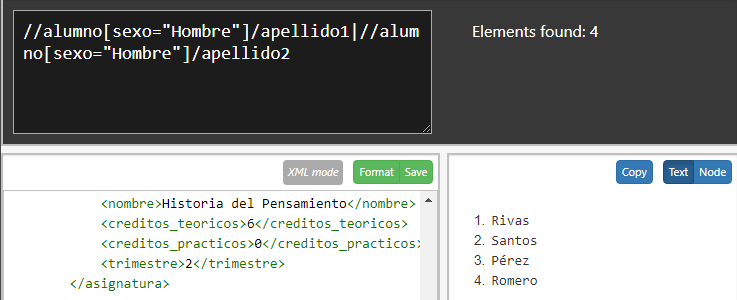 //alumno[sexo="Hombre"]/apellido1|//alum
no[sexo="Hombre"]/apellido2
Elements found: 4
XML mode
Format
Save
<nombre>Historia del Pensamiento</nombre>
<creditos_teoricos>6</creditos_teoricos>
<creditos_practicos>0</creditos_practicos>
<trimestre>2</trimestre>
</asignatura>
Copy
Text
Node
1. Rivas
2. Santos
3. Pérez
4. Romero